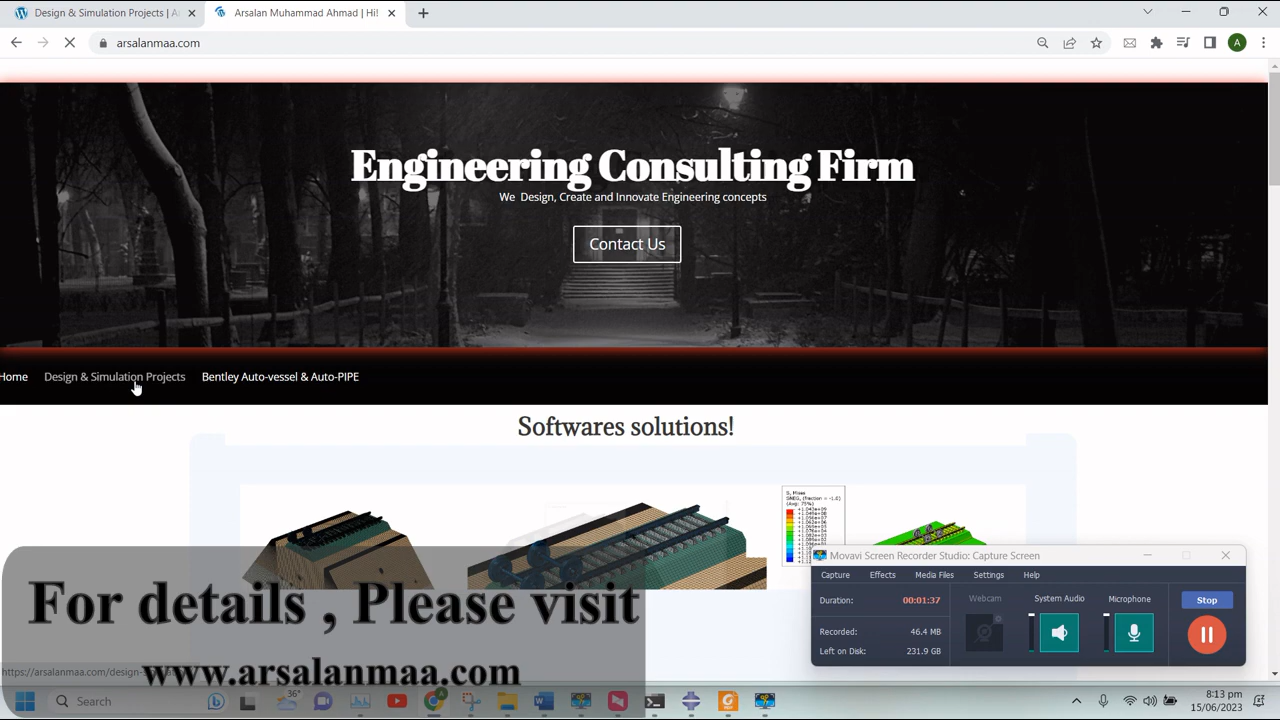 Design & Simulation Projects | A
Arsalan Muhammad Ahmad | Hi!
arsalanmaa.com
A
Engineering Consulting Firm
We Design, Create and Innovate Engineering concepts
Contact Us
Home
Design & Simulation Projects
Bentley Auto-vessel & Auto-PIPE
Softwares solutions!
S, Mises
(Avg: 75%)
Movavi Screen Recorder Studio: Capture Screen
Capture Effects Media Files Settings Help
Duration: 00:01:37
Webcam
System Audio
Microphone
Stop
Recorded: 46.4 MB
Left on Disk: 231.9 GB
For details , Please visit
www.arsalanmaa.com
https://arsalanmaa.com/design-s
Search
36°
8:13 pm
15/06/2023